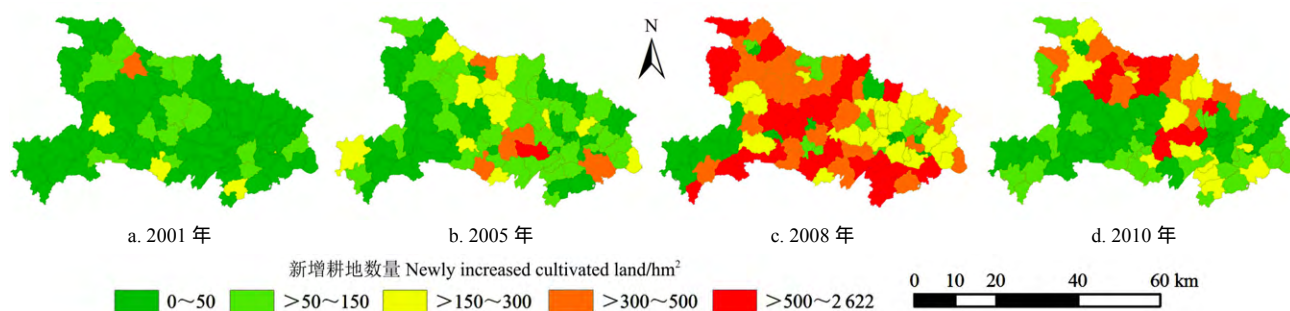 N
a. 2001 年
b. 2005 年
c. 2008 年
d. 2010 年
新增耕地数量 Newly increased cultivated land/hm²
0～50
＞50～150
＞150～300
＞300～500
＞500～2 622
0 10 20 40 60 km